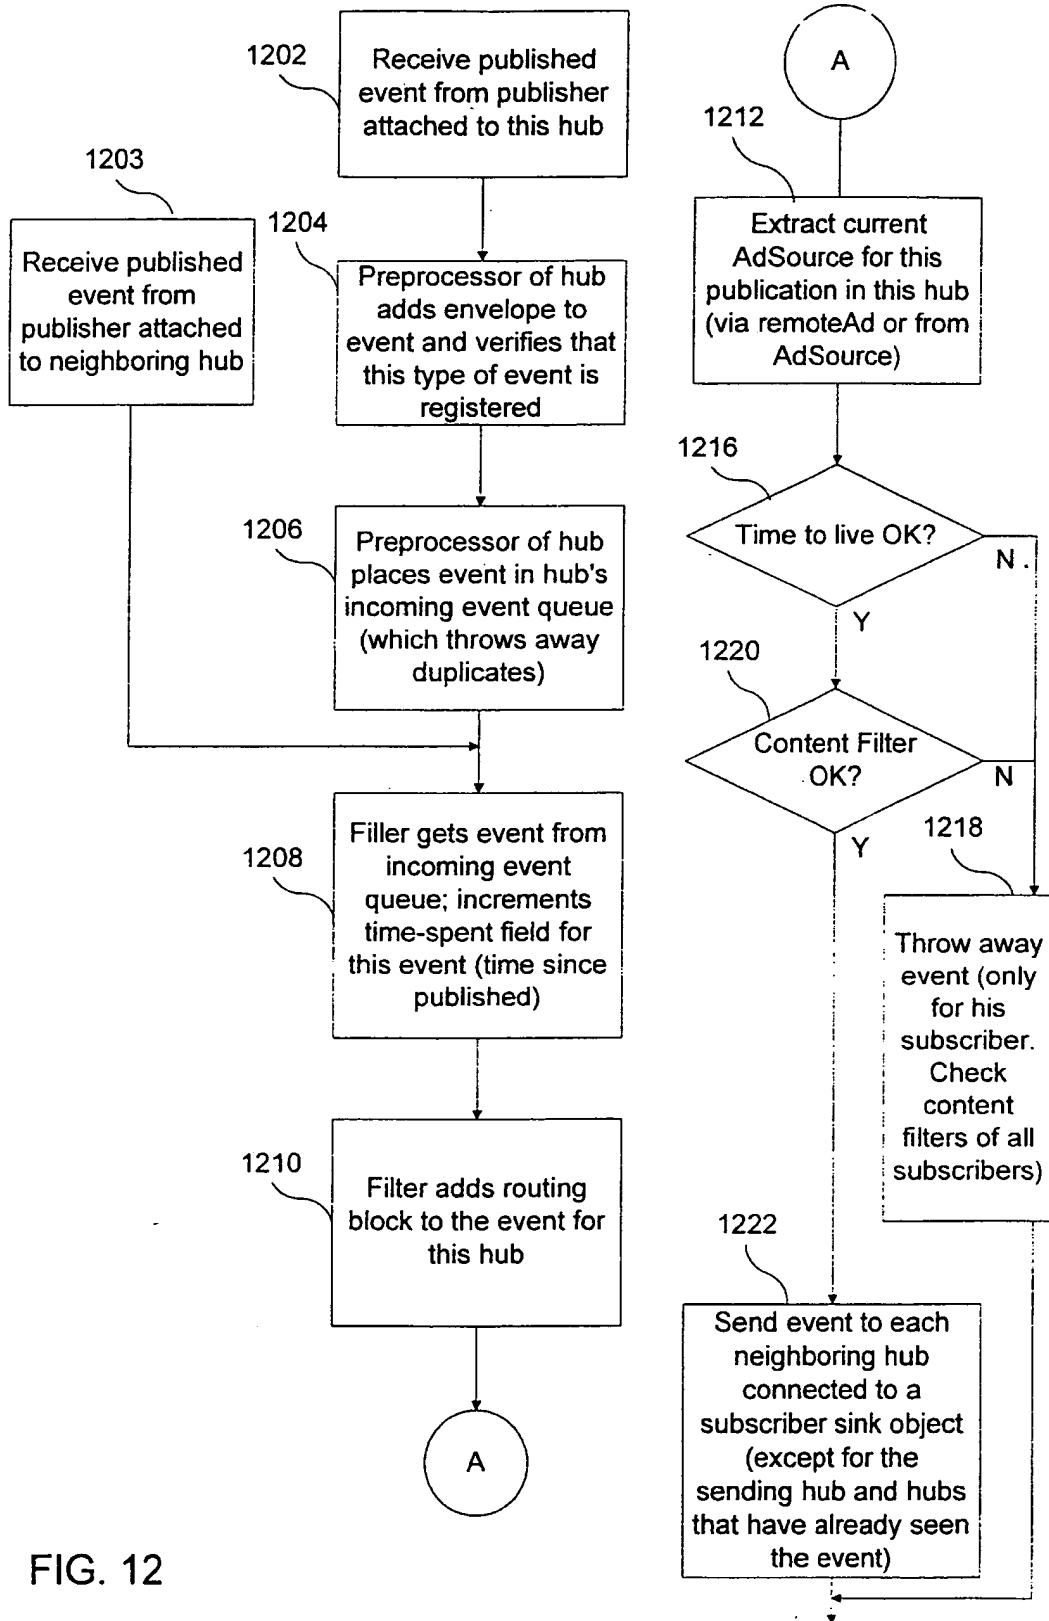 1202
Receive published
event from publisher
attached to this hub
1203
Receive published
event from
publisher attached
to neighboring hub
1204
Preprocessor of hub
adds envelope to
event and verifies that
this type of event is
registered
1206
Preprocessor of hub
places event in hub's
incoming event queue
(which throws away
duplicates)
1208
Filler gets event from
incoming event
queue; increments
time-spent field for
this event (time since
published)
1210
Filter adds routing
block to the event for
this hub
A
A
1212
Extract current
AdSource for this
publication in this hub
(via remoteAd or from
AdSource)
1216
Time to live OK?
N
Y
1220
Content Filter
OK?
N
Y
1218
Throw away
event (only
for his
subscriber.
Check
content
filters of all
subscribers)
1222
Send event to each
neighboring hub
connected to a
subscriber sink object
(except for the
sending hub and hubs
that have already seen
the event)
FIG. 12